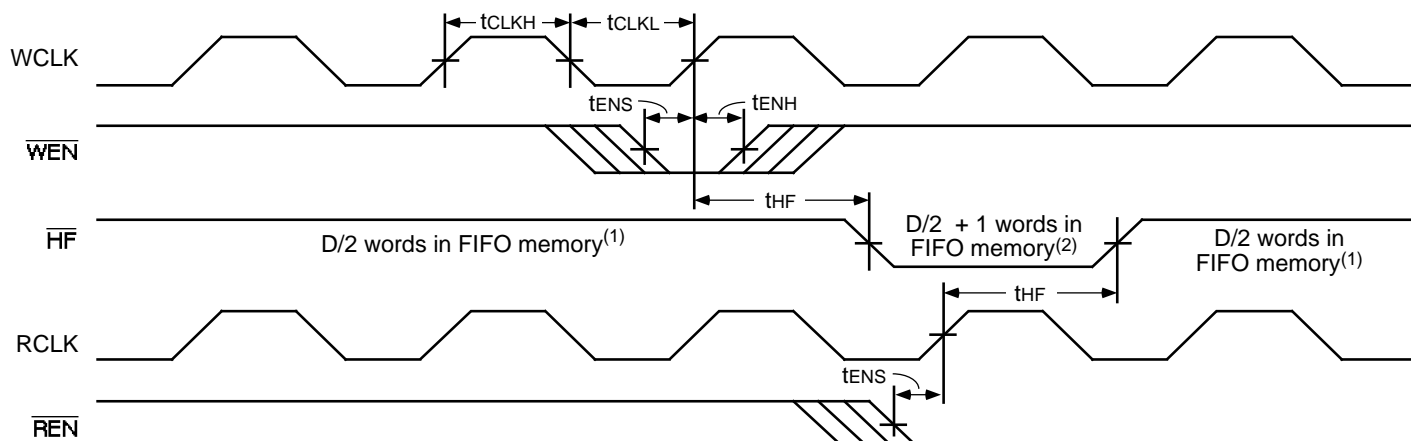 tCLKH tCLKL
WCLK
tENS tENH
WEN
tHF
HF
D/2 words in FIFO memory(1)
D/2 + 1 words in
FIFO memory(2)
D/2 words in
FIFO memory(1)
tHF
RCLK
tENS
REN